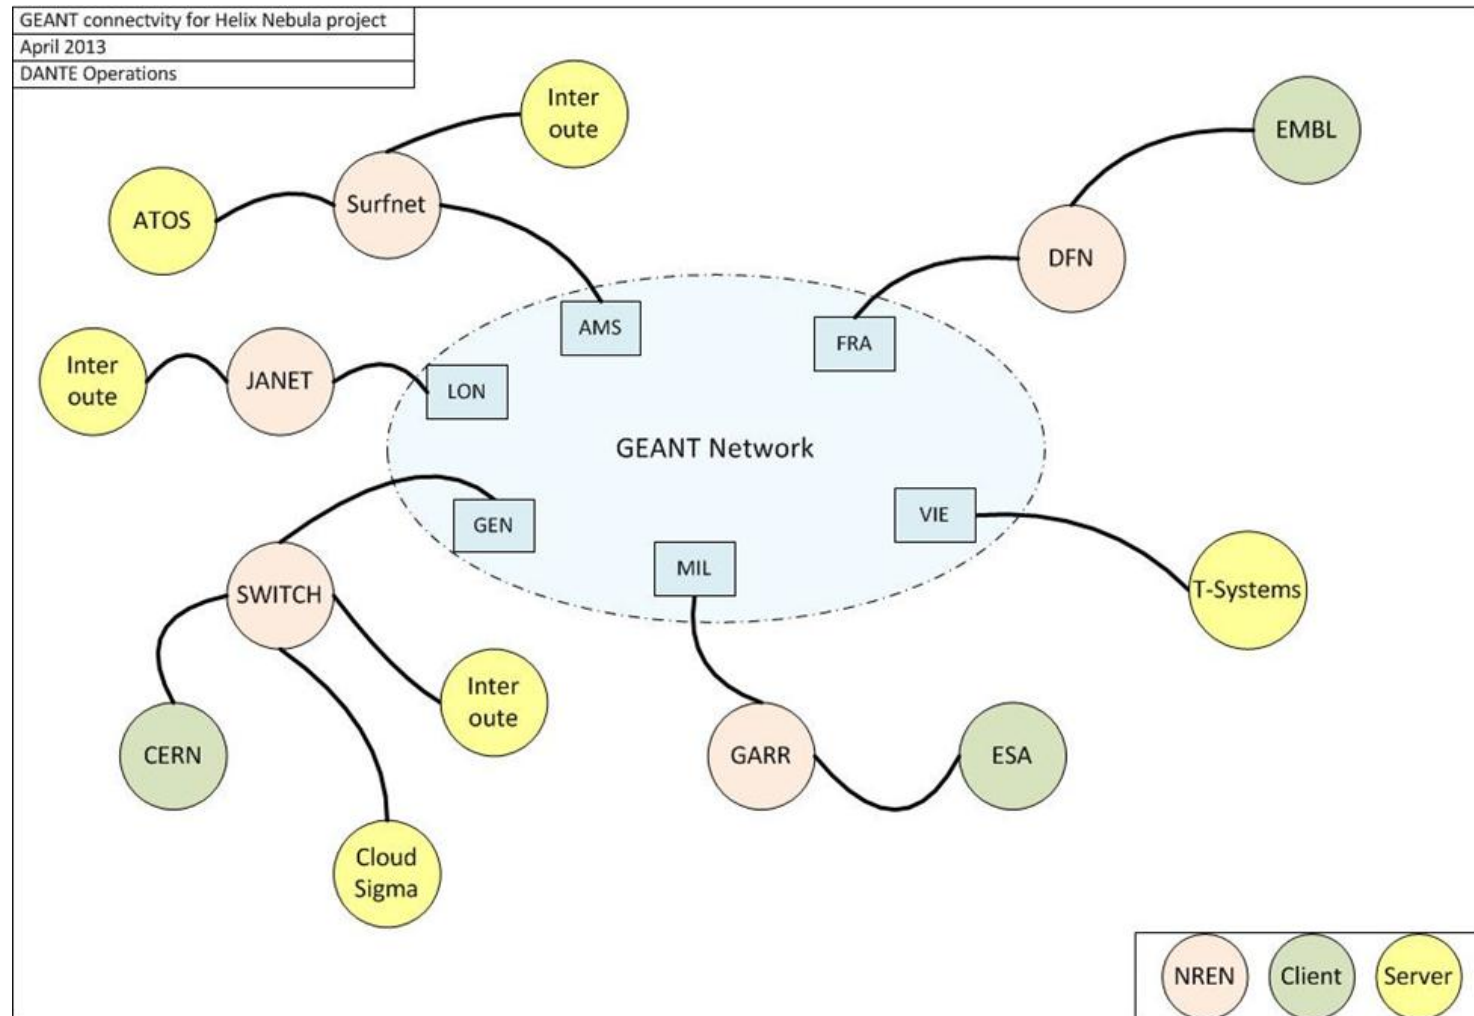 GEANT connectvity for Helix Nebula project
April 2013
DANTE Operations
Inter
oute
EMBL
ATOS
Surfnet
DFN
AMS
FRA
Inter
oute
JANET
LON
GEANT Network
GEN
VIE
MIL
SWITCH
T-Systems
Inter
oute
CERN
GARR
ESA
Cloud
Sigma
NREN
Client
Server